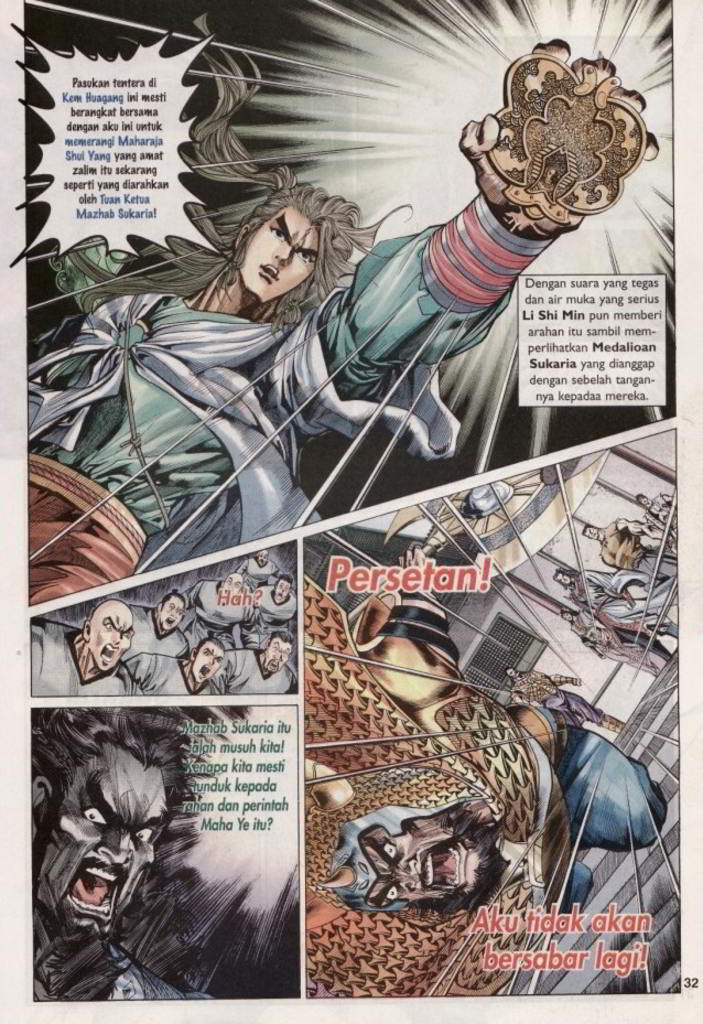 Pasukan tentera di
Kem Huagang ini mesti
berangkat bersama
dengan aku ini untuk
memerangi Maharaja
Shui Yang yang amat
zalim itu sekarang
seperti yang diarahkan
oleh Tuan Ketua
Mazhab Sukaria!
Dengan suara yang tegas
dan air muka yang serius
Li Shi Min pun memberi
arahan itu sambil mem-
perlihatkan Medalioan
Sukaria yang dianggap
dengan sebelah tangan-
nya kepadaa mereka.
Hah?
Persetan!
Mazhab Sukaria itu
ialah musuh kita!
Kenapa kita mesti
tunduk kepada
rahan dan perintah
Maha Ye itu?
Aku tidak akan
bersabar lagi!
32